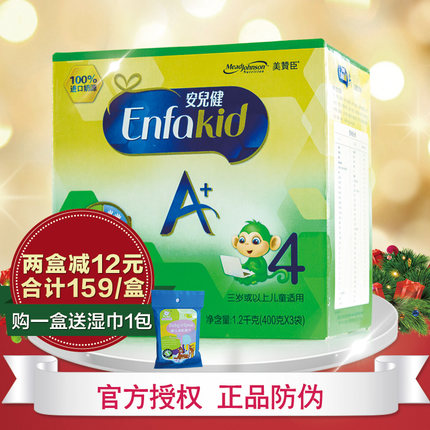 MeadJohnson
Nutrition
美赞臣
100%
进口奶源
安兒健
Enfakid
A+
4
三岁或以上儿童适用
净含量:1.2千克(400克X3袋)
两盒减12元
合计159/盒
购一盒送湿巾1包
官方授权 正品防伪